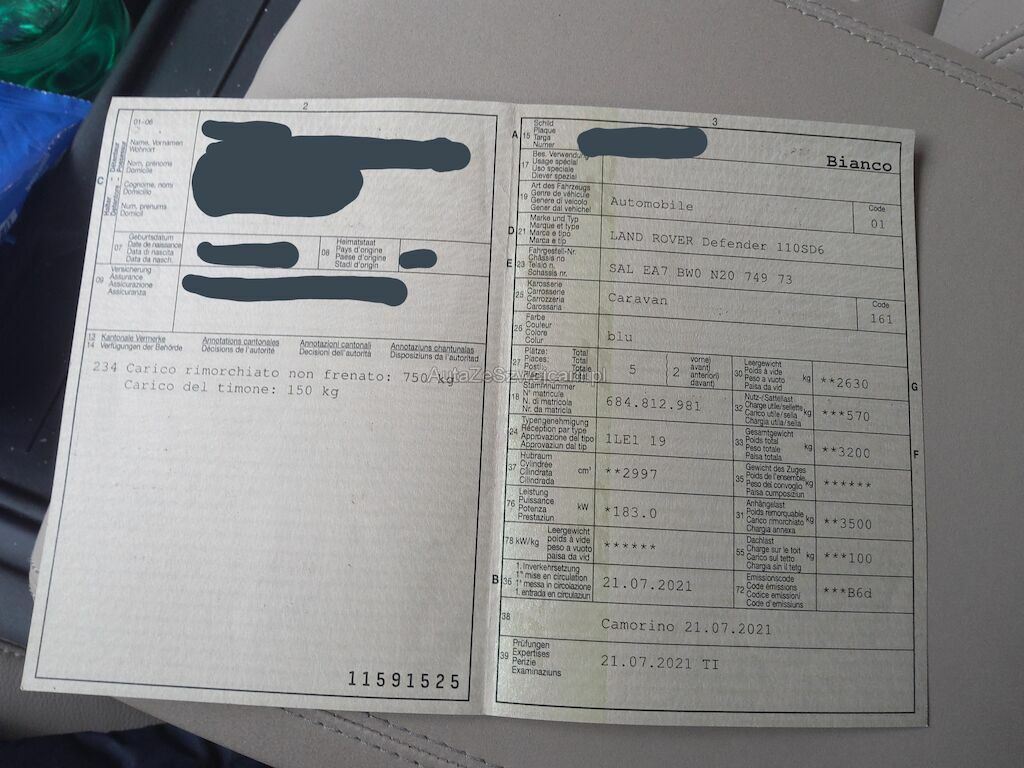 2
01-06
C
Halter
Détenteur - Détentur
Detentore - Possessur
Name, Vornamen
Wohnort
Nom, prénoms
Domicile
Cognome, nomi
Domicilio
Num, prenums
Domicil
07
Geburtsdatum
Date de naissance
Data di nascita
Data da nasch.
08
Heimatstaat
Pays d'origine
Paese d'origine
Stadi d'origin
09
Versicherung
Assurance
Assicurazione
Assicuranza
13
14
Kantonale Vermerke
Verfügungen der Behörde
Annotations cantonales
Décisions de l'autorité
Annotazioni cantonali
Decisioni dell'autorità
Annotaziuns chantunalas
Disposiziuns da l'autoritad
234 Carico rimorchiato non frenato: 750 kg
Carico del timone: 150 kg
11591525
3
A 15
Schild
Plaque
Targa
Numer
Bianco
17
Bes. Verwendung
Usage spécial
Uso speciale
Diever spezial
19
Art des Fahrzeugs
Genre de véhicule
Genere di veicolo
Gener dal vehichel
Automobile
Code
01
D 21
Marke und Typ
Marque et type
Marca e tipo
Marca e tip
LAND ROVER Defender 110SD6
E 23
Fahrgestell-Nr.
Châssis no
Telaio n.
Schassis nr.
SAL EA7 BW0 N20 749 73
25
Karosserie
Carrosserie
Carrozzeria
Carossaria
Caravan
Code
161
26
Farbe
Couleur
Colore
Colur
blu
27
Plätze: Total
Places: Total
Posti: Totale
Total
5
(2
vorne)
avant)
anteriori)
davant)
30
Leergewicht
Poids à vide
Peso a vuoto
Paisa da vid
kg
**2630
G
18
Stammnummer
N° matricule
N. di matricola
Nr. da matricla
684.812.981
32
Nutz-/Sattellast
Charge utile/sellette
Carico utile/sella
Chargia utila/sella
kg
***570
24
Typengenehmigung
Réception par type
Approvazione del tipo
Approvaziun dal tip
1LE1 19
33
Gesamtgewicht
Poids total
Peso totale
Paisa totala
kg
**3200
F
37
Hubraum
Cylindrée
Cilindrata
Cilindrada
cm³
**2997
35
Gewicht des Zuges
Poids de l'ensemble
Peso del convoglio
Paisa cumposiziun
kg
******
76
Leistung
Puissance
Potenza
Prestaziun
kW
*183.0
31
Anhängelast
Poids remorquable
Carico rimorchiato
Chargia annexa
kg
**3500
78 kW/kg
Leergewicht
poids à vide
peso a vuoto
paisa da vid
******
55
Dachlast
Charge sur le toit
Carico sul tetto
Chargia sin il tetg
kg
***100
B 36
1. Inverkehrsetzung
1re mise en circulation
1a messa in circolazione
1. entrada en circulaziun
21.07.2021
72
Emissionscode
Code émissions
Codice emissioni
Code d'emissiuns
***B6d
38
Camorino 21.07.2021
39
Prüfungen
Expertises
Perizie
Examinaziuns
21.07.2021 TI
AutaZeSzwajcarii.pl